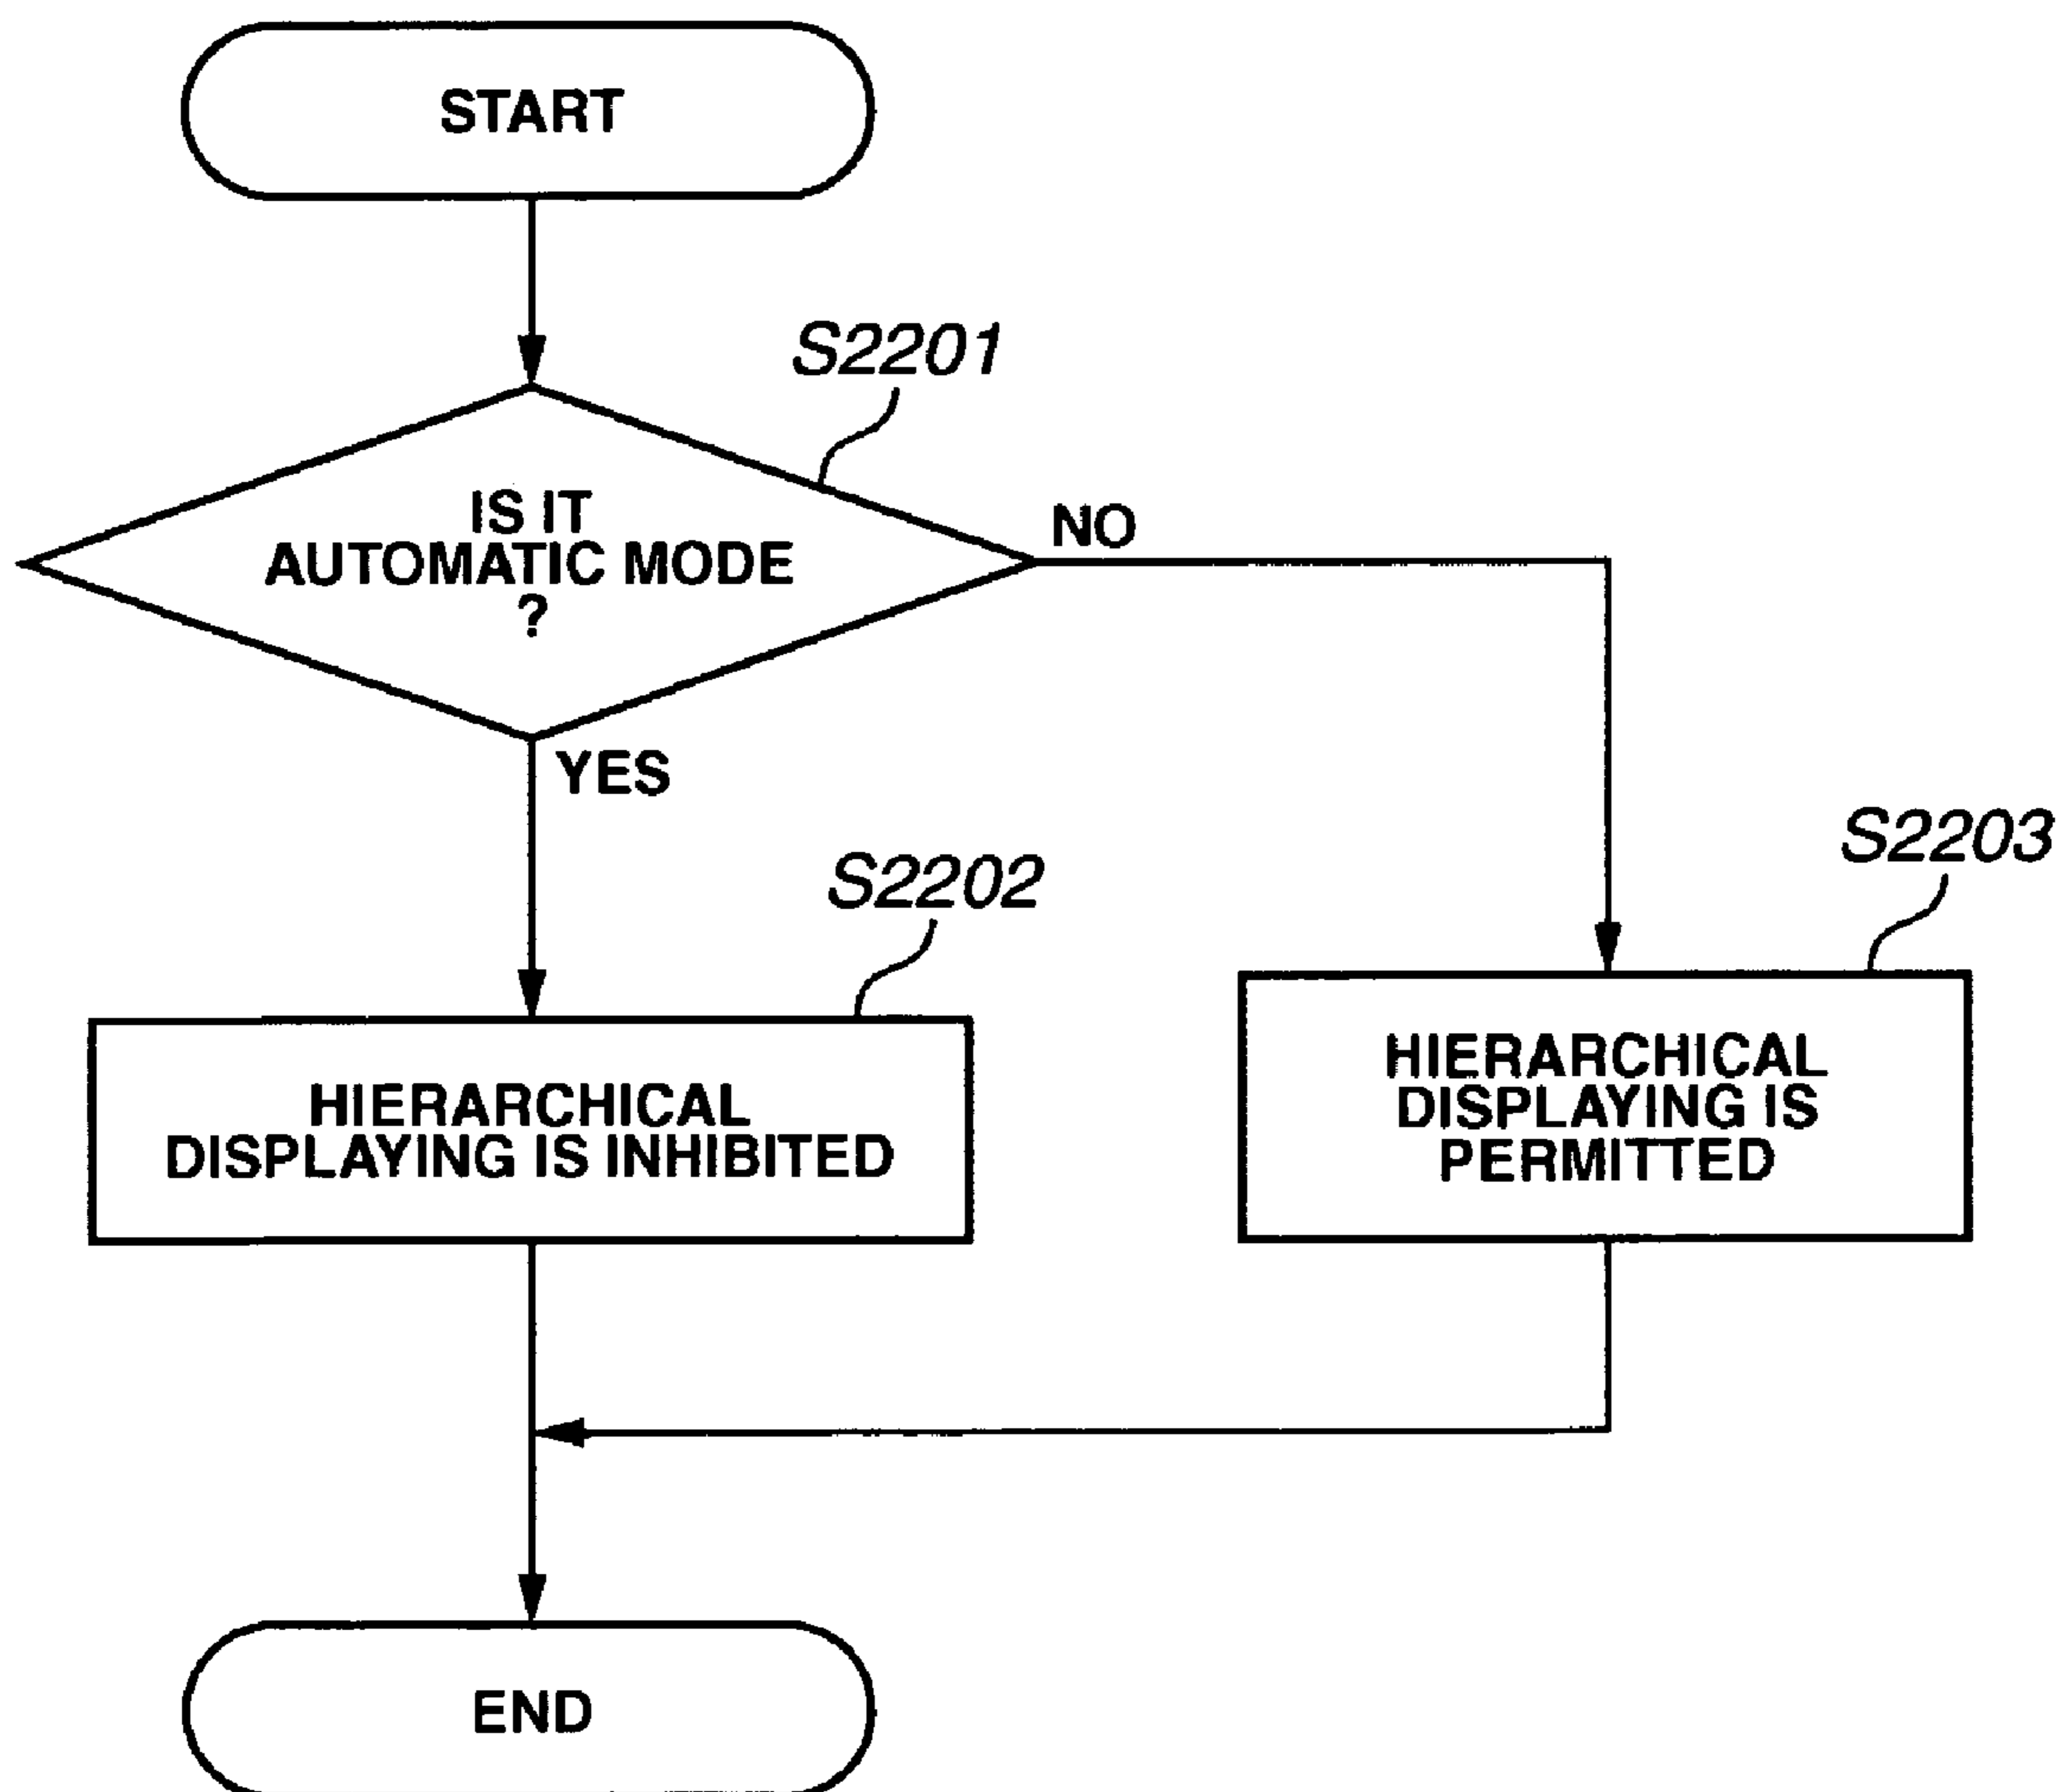 START
S2201
IS IT
AUTOMATIC MODE
?
NO
YES
S2202
S2203
HIERARCHICAL
DISPLAYING IS INHIBITED
HIERARCHICAL
DISPLAYING IS
PERMITTED
END